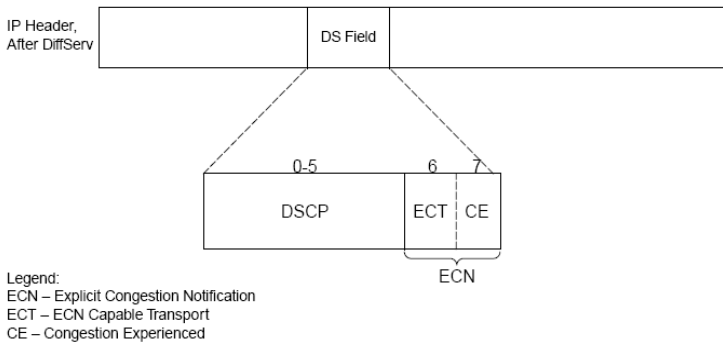 IP Header,
After DiffServ
DS Field
0-5
6
7
DSCP
ECT
CE
ECN
Legend:
ECN – Explicit Congestion Notification
ECT – ECN Capable Transport
CE – Congestion Experienced